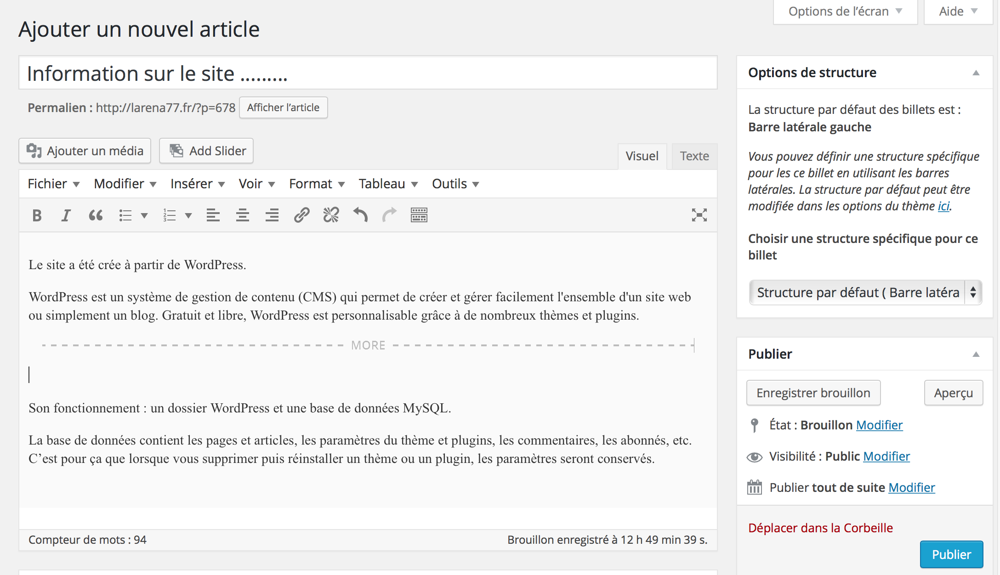 Options de l’écran
Aide
Ajouter un nouvel article
Information sur le site .........
Permalien : http://larena77.fr/?p=678 Afficher l’article
Ajouter un média
Add Slider
Visuel
Texte
Fichier Modifier Insérer Voir Format Tableau Outils
B I
Le site a été crée à partir de WordPress.
WordPress est un système de gestion de contenu (CMS) qui permet de créer et gérer facilement l'ensemble d'un site web
ou simplement un blog. Gratuit et libre, WordPress est personnalisable grâce à de nombreux thèmes et plugins.
MORE
Son fonctionnement : un dossier WordPress et une base de données MySQL.
La base de données contient les pages et articles, les paramètres du thème et plugins, les commentaires, les abonnés, etc.
C’est pour ça que lorsque vous supprimer puis réinstaller un thème ou un plugin, les paramètres seront conservés.
Compteur de mots : 94
Brouillon enregistré à 12 h 49 min 39 s.
Options de structure
La structure par défaut des billets est :
Barre latérale gauche
Vous pouvez définir une structure spécifique
pour les ce billet en utilisant les barres
latérales. La structure par défaut peut être
modifiée dans les options du thème ici.
Choisir une structure spécifique pour ce
billet
Structure par défaut ( Barre latéra
Publier
Enregistrer brouillon
Aperçu
État : Brouillon Modifier
Visibilité : Public Modifier
Publier tout de suite Modifier
Déplacer dans la Corbeille
Publier